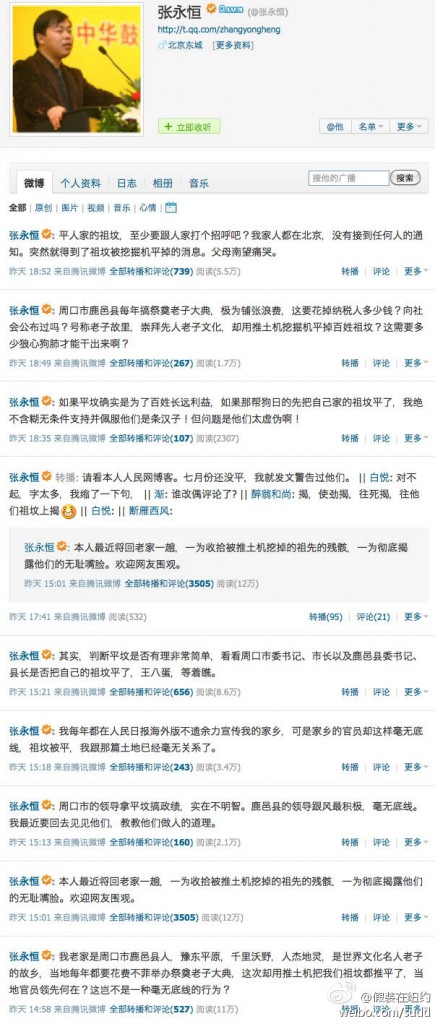 中华鼓
张永恒 (@张永恒)
http://t.qq.com/zhangyongheng
♂北京东城 [更多资料]
+ 立即收听
@他 名单 更多
微博 个人资料 日志 相册 音乐
搜他的广播 搜索
全部 | 原创 | 图片 | 视频 | 音乐 | 心情 |
张永恒: 平人家的祖坟，至少要跟人家打个招呼吧？我家人都在北京，没有接到任何人的通
知。突然就得到了祖坟被挖掘机平掉的消息。父母南望痛哭。
昨天 18:52 来自腾讯微博 全部转播和评论(739) 阅读(5.5万)
转播 | 评论 | 更多
张永恒: 周口市鹿邑县每年搞祭奠老子大典，极为铺张浪费，这要花掉纳税人多少钱？向社
会公布过吗？号称老子故里，崇拜先人老子文化，却用推土机挖掘机平掉百姓祖坟？这需要多
少狼心狗肺才能干出来啊？
昨天 18:49 来自腾讯微博 全部转播和评论(267) 阅读(1.7万)
转播 | 评论 | 更多
张永恒: 如果平坟确实是为了百姓长远利益，如果那帮狗日的先把自己家的祖坟平了，我绝
不含糊无条件支持并佩服他们是条汉子！但问题是他们太虚伪啊！
昨天 18:35 来自腾讯微博 全部转播和评论(107) 阅读(2307)
转播 | 评论 | 更多
张永恒 转播: 请看本人人民网博客。七月份还没平，我就发文警告过他们。 || 白悦: 对不
起，字太多，我缩了一下句， || 渐: 谁改偶评论了? || 醉翁和尚: 揭，使劲揭，往死揭，往他
们祖坟上揭 || 白悦: || 断雁西风:
张永恒: 本人最近将回老家一趟，一为收拾被推土机挖掉的祖先的残骸，一为彻底揭
露他们的无耻嘴脸。欢迎网友围观。
昨天 15:01 来自腾讯微博 全部转播和评论(3505) 阅读(12万)
昨天 17:41 来自腾讯微博 阅读(532)
转播(95) | 评论(21) | 更多
张永恒: 其实，判断平坟是否有理非常简单，看看周口市委书记、市长以及鹿邑县委书记、
县长是否把自己的祖坟平了，王八蛋，等着瞧。
昨天 15:21 来自腾讯微博 全部转播和评论(656) 阅读(8.6万)
转播 | 评论 | 更多
张永恒: 我每年都在人民日报海外版不遗余力宣传我的家乡，可是家乡的官员却这样毫无底
线，祖坟被平，我跟那篇土地已经毫无关系了。
昨天 15:18 来自腾讯微博 全部转播和评论(243) 阅读(3.4万)
转播 | 评论 | 更多
张永恒: 周口市的领导拿平坟搞政绩，实在不明智。鹿邑县的领导跟风最积极，毫无底线。
我最近要回去见见他们，教教他们做人的道理。
昨天 15:13 来自腾讯微博 全部转播和评论(160) 阅读(2.1万)
转播 | 评论 | 更多
张永恒: 本人最近将回老家一趟，一为收拾被推土机挖掉的祖先的残骸，一为彻底揭露他们
的无耻嘴脸。欢迎网友围观。
昨天 15:01 来自腾讯微博 全部转播和评论(3505) 阅读(12万)
转播 | 评论 | 更多
张永恒: 我老家是周口市鹿邑县人，豫东平原，千里沃野，人杰地灵，是世界文化名人老子
的故乡，当地每年都要花费不菲举办祭奠老子大典，这次却用推土机把我们祖坟都推平了，当
地官员领先何在？这岂不是一种毫无底线的行为？
昨天 14:58 来自腾讯微博 全部转播和评论(527) 阅读(11万)
转播 | 评论 | 更多
@假装在纽约